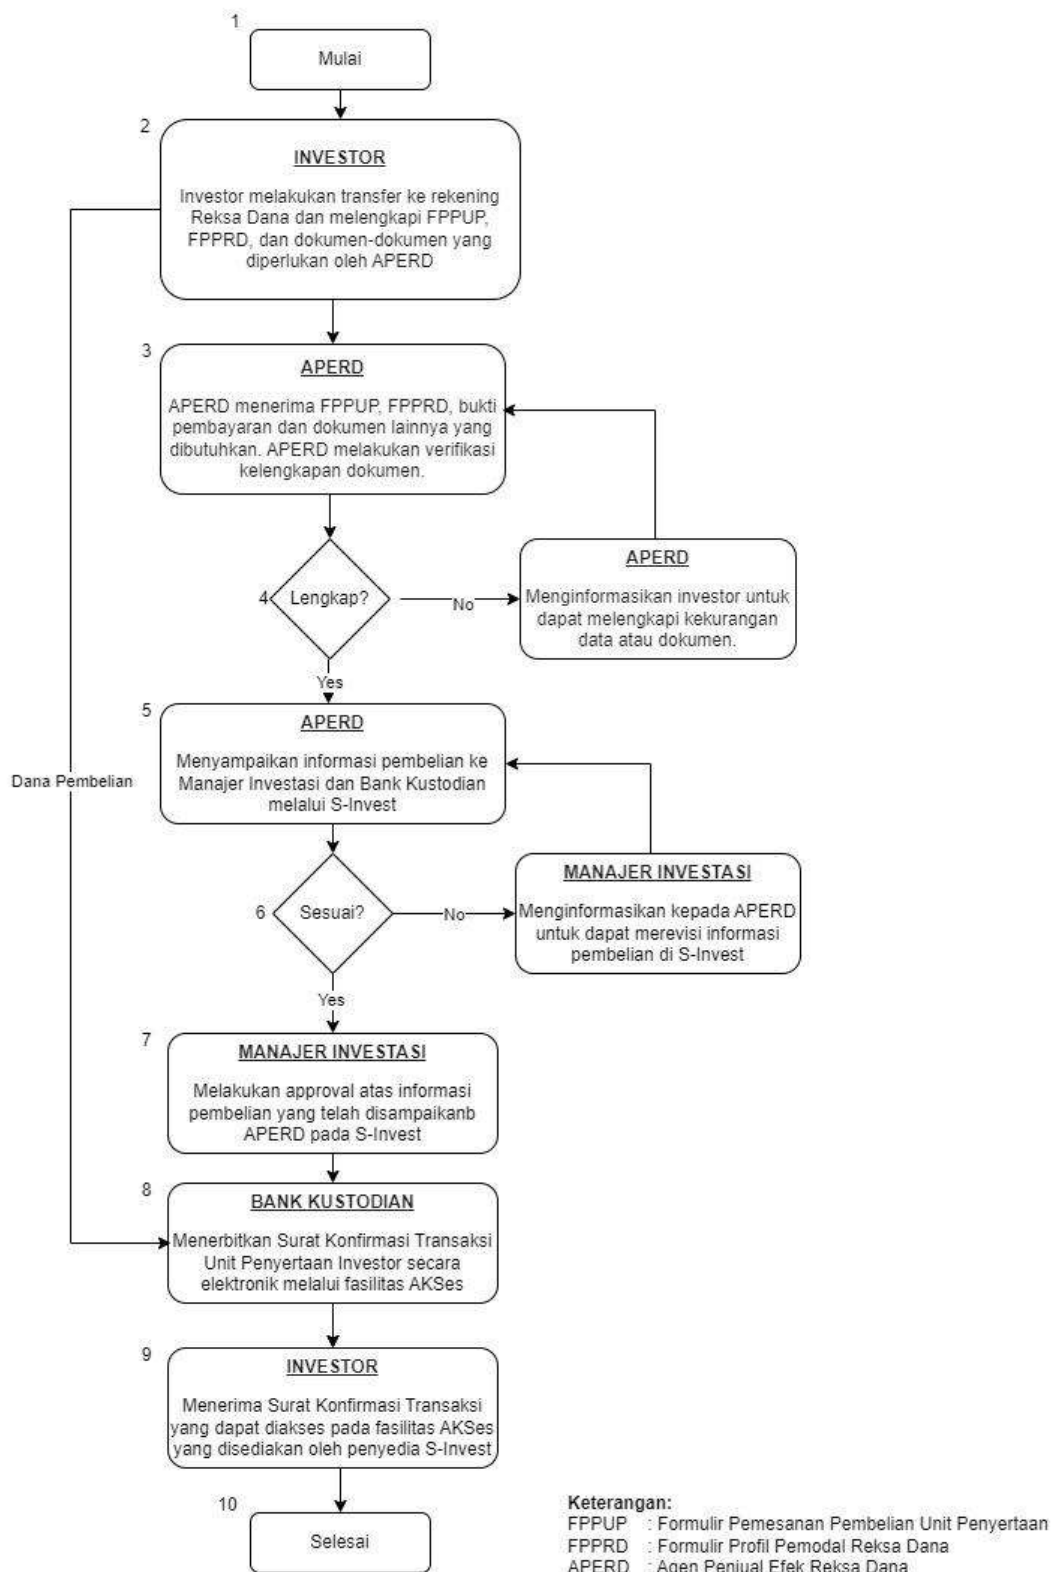 1
Mulai
2
INVESTOR
Investor melakukan transfer ke rekening
Reksa Dana dan melengkapi FPPUP,
FPPRD, dan dokumen-dokumen yang
diperlukan oleh APERD
3
APERD
APERD menerima FPPUP, FPPRD, bukti
pembayaran dan dokumen lainnya yang
dibutuhkan. APERD melakukan verifikasi
kelengkapan dokumen.
4
Lengkap?
No
APERD
Menginformasikan investor untuk
dapat melengkapi kekurangan
data atau dokumen.
Yes
5
APERD
Menyampaikan informasi pembelian ke
Manajer Investasi dan Bank Kustodian
melalui S-Invest
Dana Pembelian
6
Sesuai?
No
MANAJER INVESTASI
Menginformasikan kepada APERD
untuk dapat merevisi informasi
pembelian di S-Invest
Yes
7
MANAJER INVESTASI
Melakukan approval atas informasi
pembelian yang telah disampaikanb
APERD pada S-Invest
8
BANK KUSTODIAN
Menerbitkan Surat Konfirmasi Transaksi
Unit Penyertaan Investor secara
elektronik melalui fasilitas AKSes
9
INVESTOR
Menerima Surat Konfirmasi Transaksi
yang dapat diakses pada fasilitas AKSes
yang disediakan oleh penyedia S-Invest
10
Selesai
Keterangan:
FPPUP : Formulir Pemesanan Pembelian Unit Penyertaan
FPPRD : Formulir Profil Pemodal Reksa Dana
APERD : Agen Penjual Efek Reksa Dana